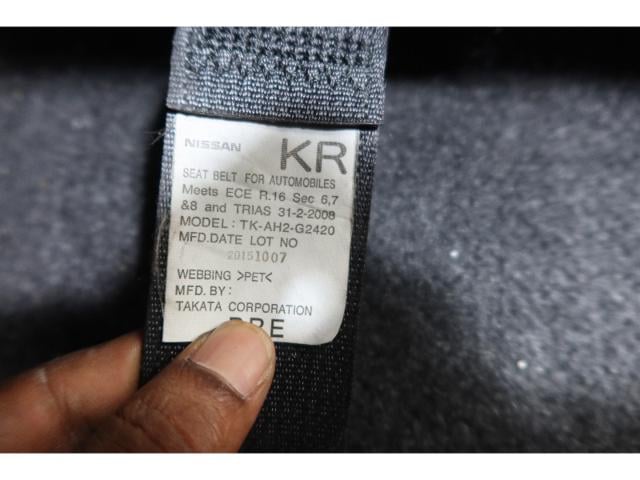 NISSAN KR
SEAT BELT FOR AUTOMOBILES
Meets ECE R.16 Sec 6,7
&8 and TRIAS 31-2-2008
MODEL: TK-AH2-G2420
MFD.DATE LOT NO
20151007
WEBBING >PET<
MFD. BY:
TAKATA CORPORATION